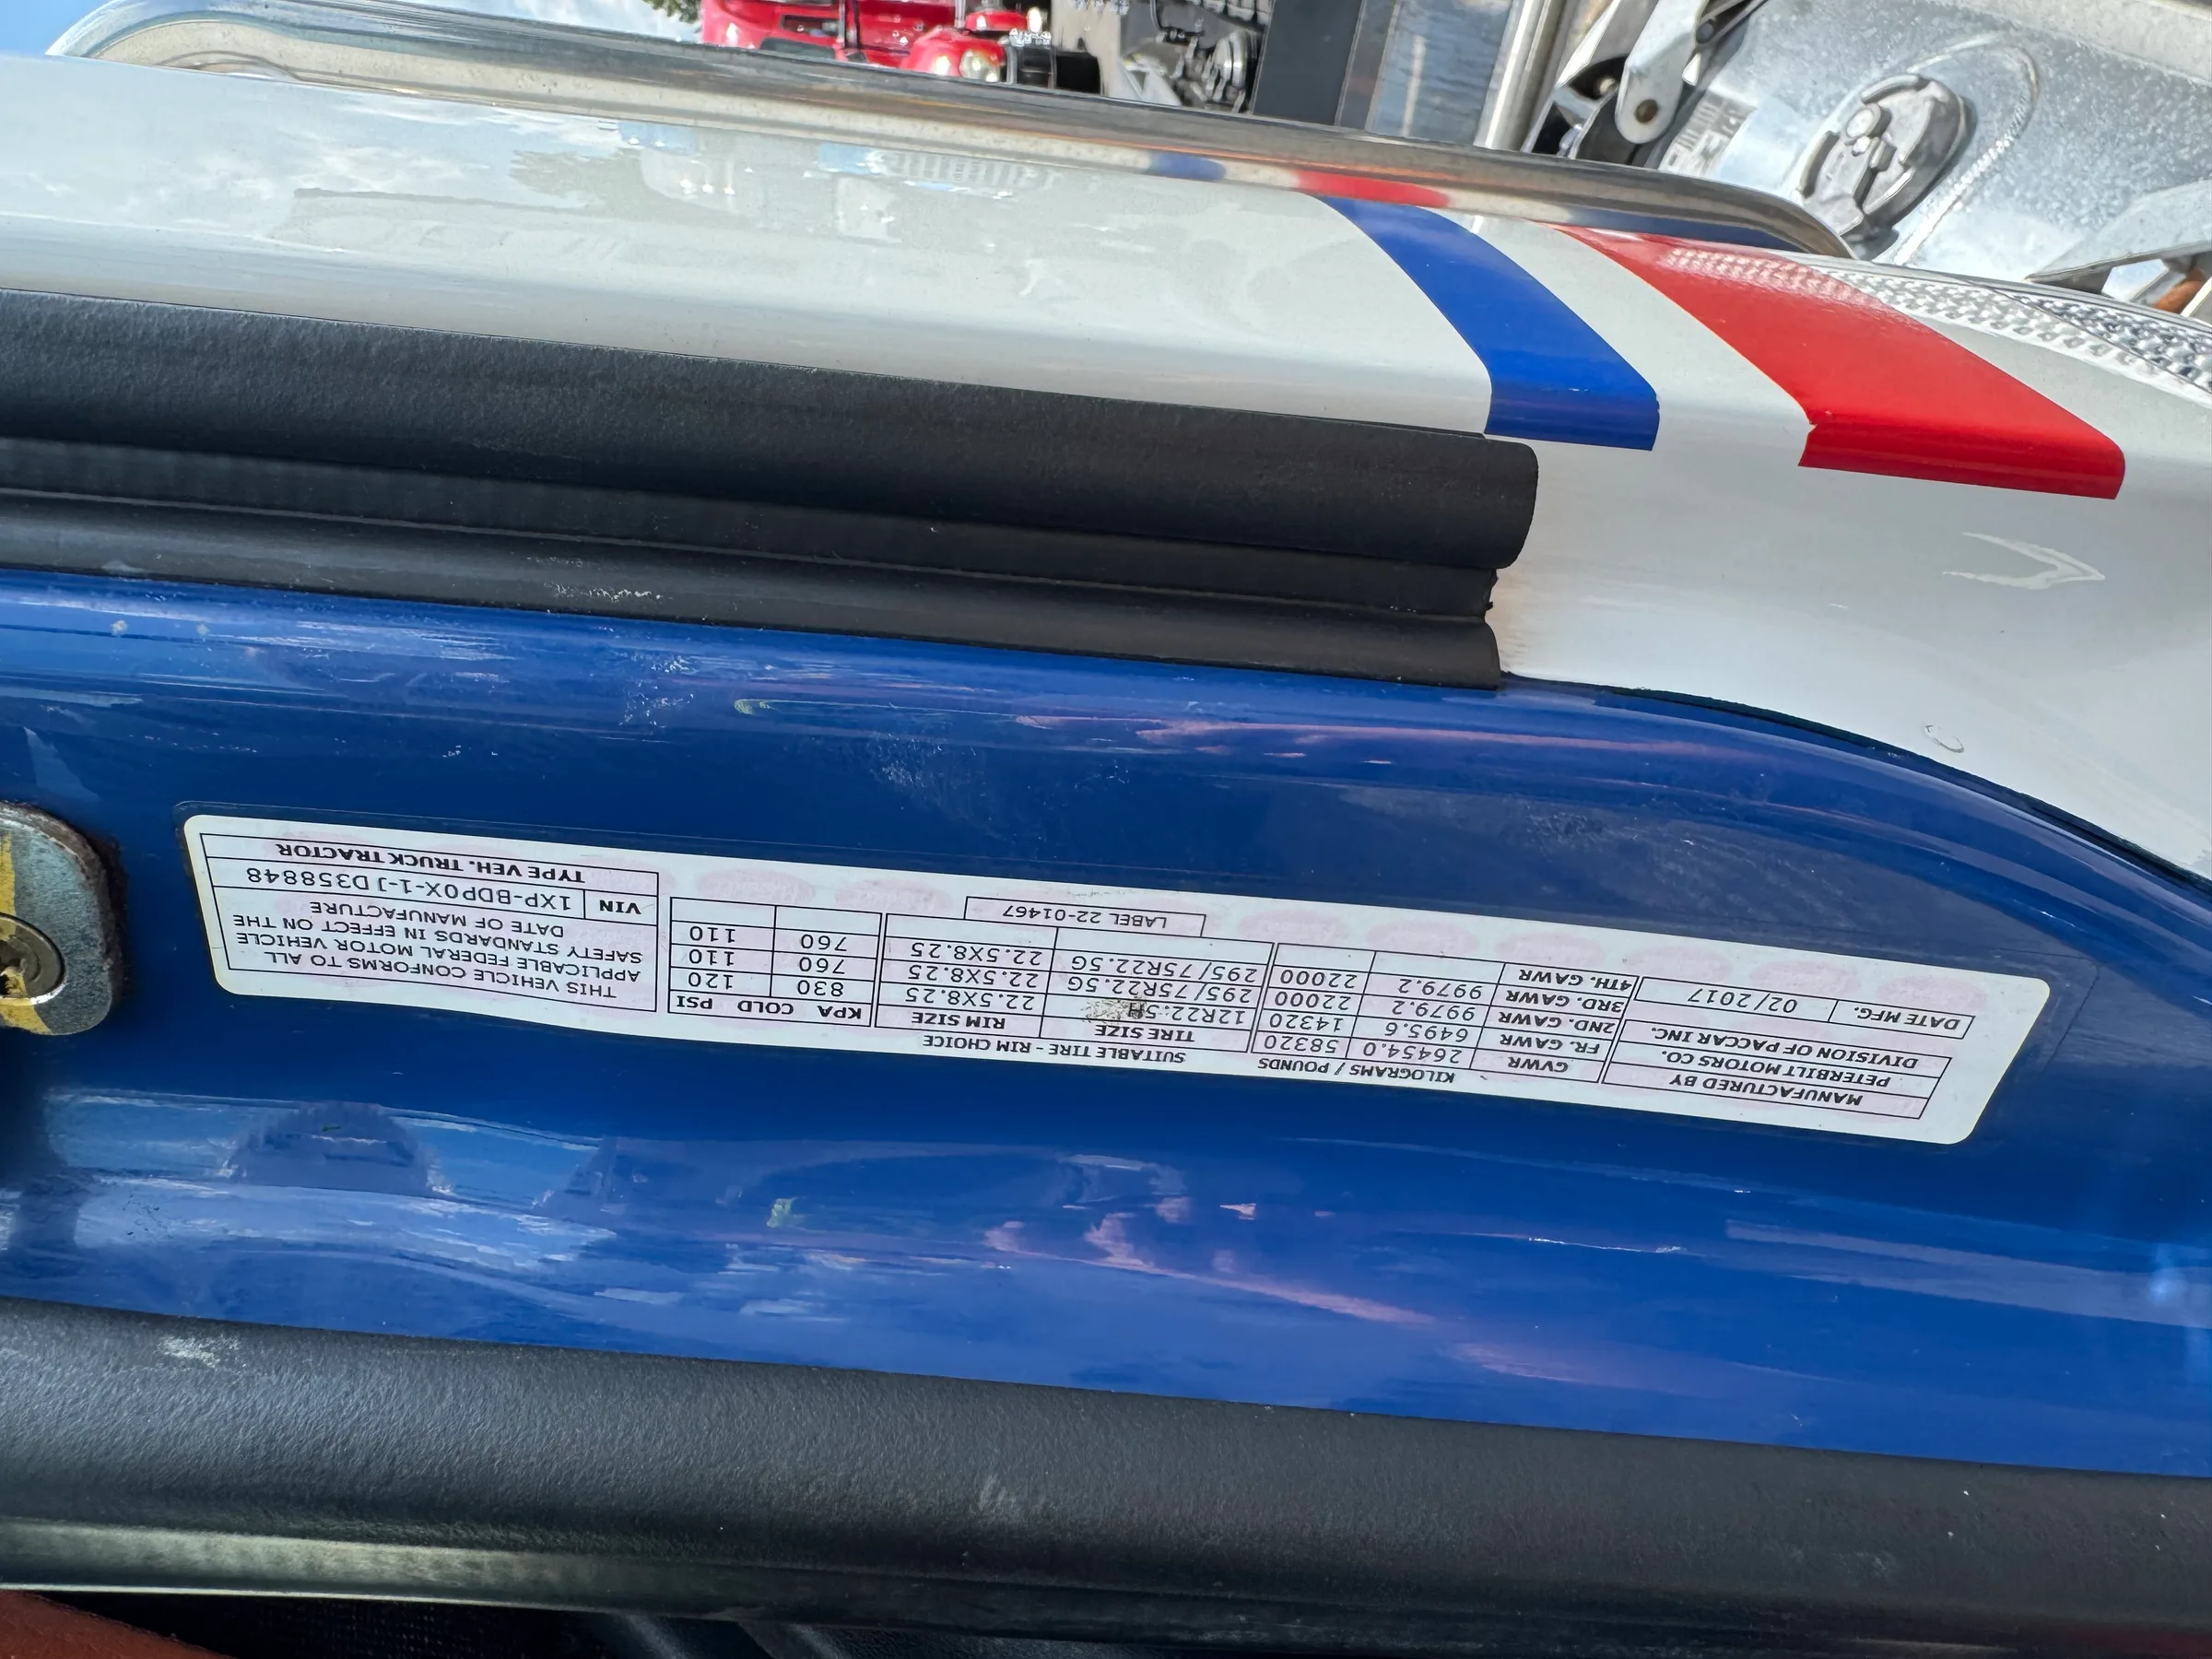 MANUFACTURED BY
PETERBILT MOTORS CO.
DIVISION OF PACCAR INC.
DATE MFG. 02/2017
KILOGRAMS / POUNDS
GVWR 26454.0 58320
FR. GAWR 6495.6 14320
2ND. GAWR 9979.2 22000
3RD. GAWR 9979.2 22000
4TH. GAWR
SUITABLE TIRE - RIM CHOICE
TIRE SIZE RIM SIZE
12R22.5H 22.5X8.25
295/75R22.5G 22.5X8.25
295/75R22.5G 22.5X8.25
LABEL 22-01467
KPA COLD PSI
830 120
760 110
760 110
THIS VEHICLE CONFORMS TO ALL
APPLICABLE FEDERAL MOTOR VEHICLE
SAFETY STANDARDS IN EFFECT ON THE
DATE OF MANUFACTURE
VIN 1XP-BDP0X-1-JD358848
TYPE VEH. TRUCK TRACTOR